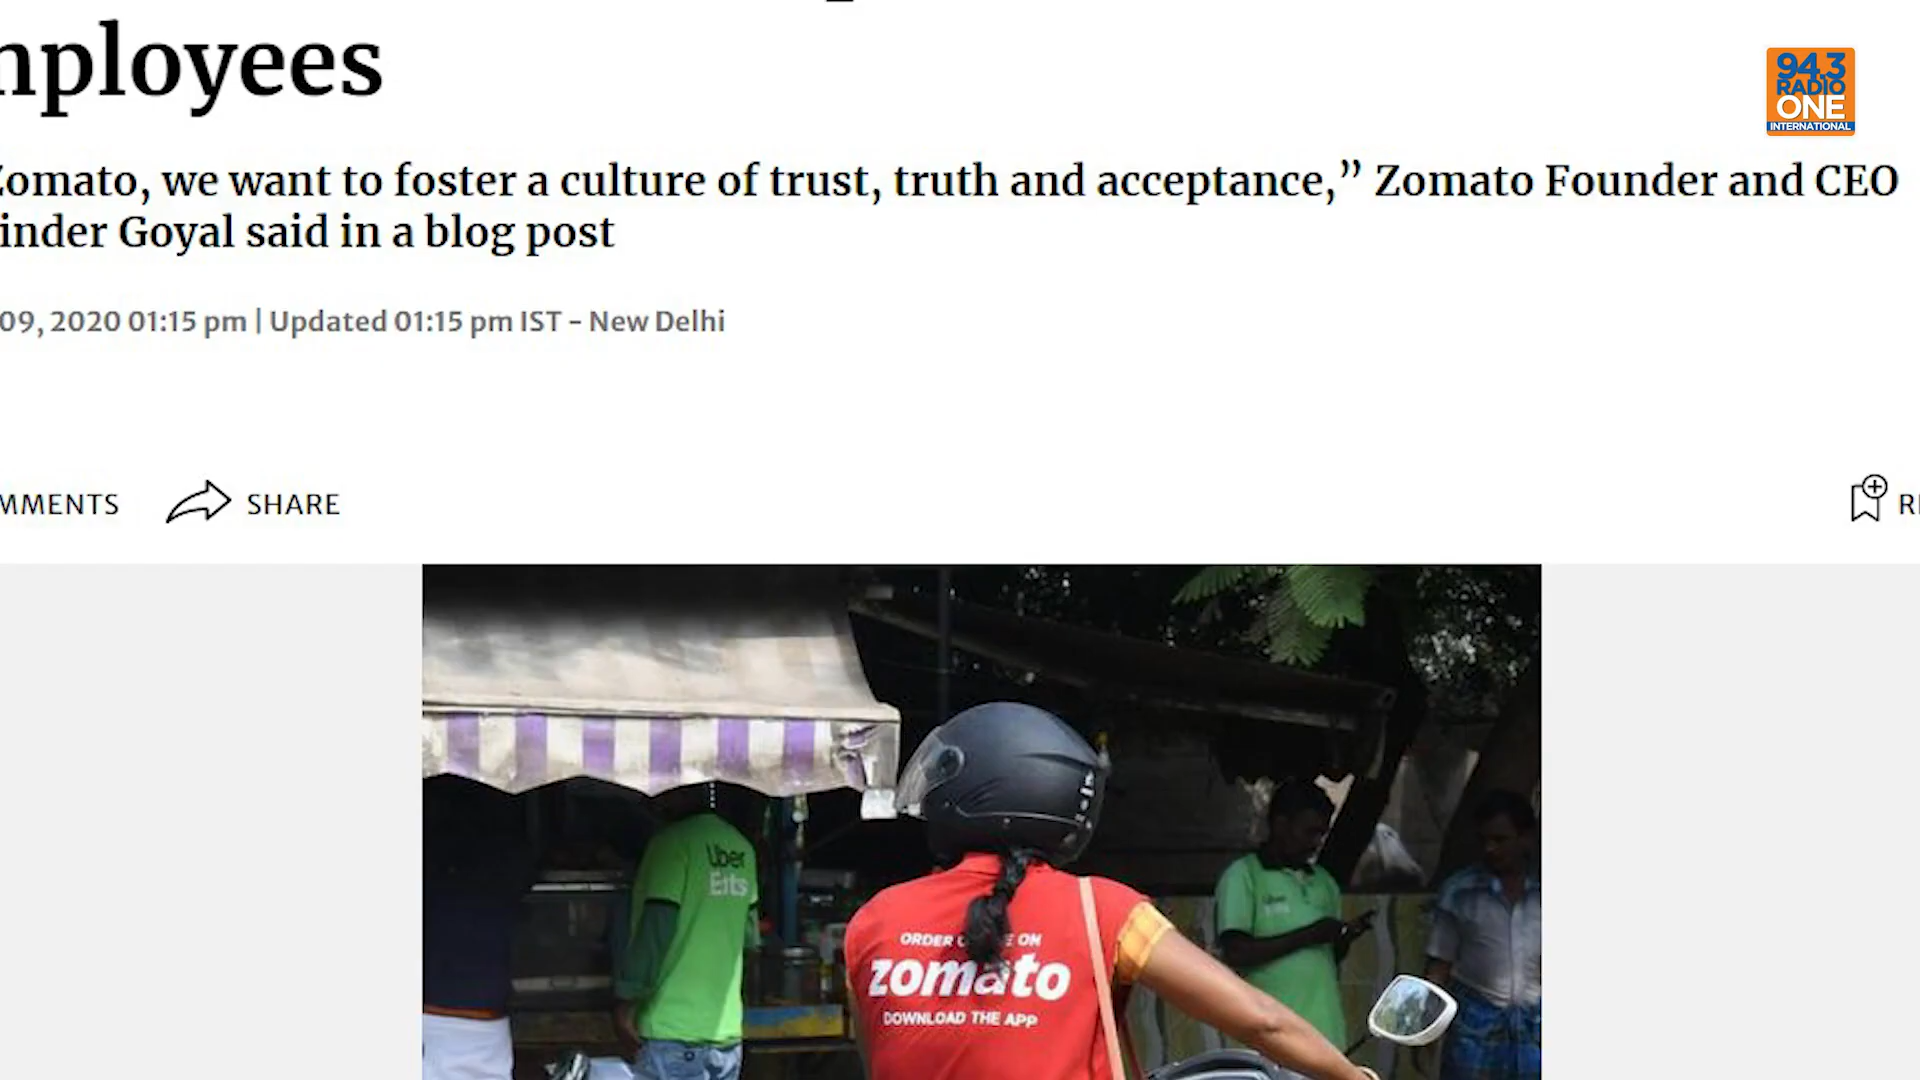 mployees
94.3
RADIO
ONE
INTERNATIONAL
Zomato, we want to foster a culture of trust, truth and acceptance,” Zomato Founder and CEO
inder Goyal said in a blog post
09, 2020 01:15 pm | Updated 01:15 pm IST - New Delhi
MMENTS SHARE
Uber
Eats
ORDER ON
zomato
DOWNLOAD THE APP